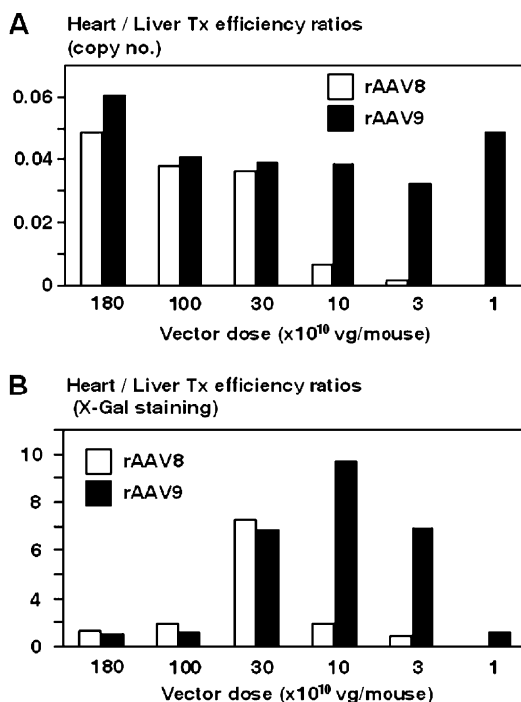 A
Heart / Liver Tx efficiency ratios
(copy no.)
rAAV8
rAAV9
0.06
0.04
0.02
0
180 100 30 10 3 1
Vector dose (x10¹⁰ vg/mouse)
B
Heart / Liver Tx efficiency ratios
(X-Gal staining)
rAAV8
rAAV9
10
8
6
4
0
180 100 30 10 3 1
Vector dose (x10¹⁰ vg/mouse)